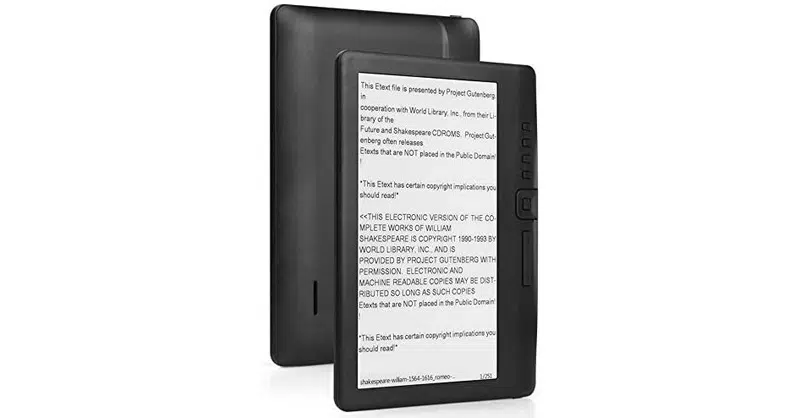 This Etext file is presented by Project Gutenberg,
in
cooperation with World Library, Inc., from their Li-
brary of the
Future and Shakespeare CDROMS. Project Gut-
enberg often releases
Etexts that are NOT placed in the Public Domain'
!
"This Etext has certain copyright implications you
should read!"
<<THIS ELECTRONIC VERSION OF THE CO-
MPLETE WORKS OF WILLIAM
SHAKESPEARE IS COPYRIGHT 1990-1993 BY
WORLD LIBRARY, INC., AND IS
PROVIDED BY PROJECT GUTENBERG WITH
PERMISSION. ELECTRONIC AND
MACHINE READABLE COPIES MAY BE DIST-
RIBUTED SO LONG AS SUCH COPIES
Etexts that are NOT placed in the Public Domain'
!
"This Etext has certain copyright implications you
should read!"
shakespeare-william-1564-1616_romeo-... 1/251